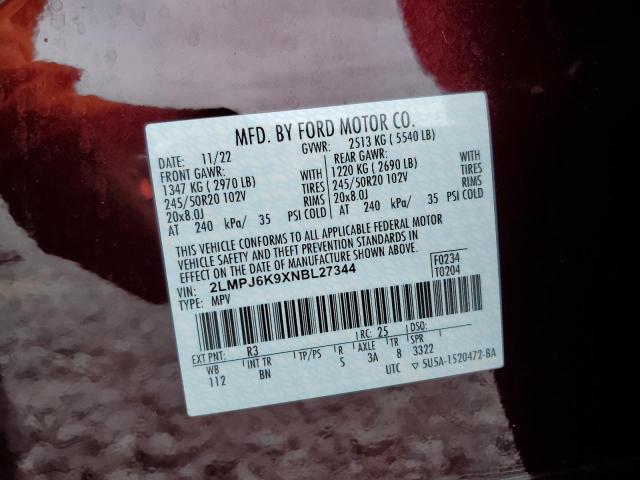 MFD. BY FORD MOTOR CO.
DATE: 11/22 GVWR: 2513 KG ( 5540 LB)
FRONT GAWR: REAR GAWR:
1347 KG ( 2970 LB) WITH 1220 KG ( 2690 LB) WITH
245/50R20 102V TIRES 245/50R20 102V TIRES
20x8.0J RIMS 20x8.0J RIMS
AT 240 kPa/ 35 PSI COLD AT 240 kPa/ 35 PSI COLD
THIS VEHICLE CONFORMS TO ALL APPLICABLE FEDERAL MOTOR
VEHICLE SAFETY AND THEFT PREVENTION STANDARDS IN
EFFECT ON THE DATE OF MANUFACTURE SHOWN ABOVE.
VIN: 2LMPJ6K9XNBL27344 F0234
TYPE: MPV T0204
EXT PNT: R3 RC: 25 DSO:
WB INT TR TP/PS R AXLE TR SPR
112 BN S 3A 8 3322
UTC ▽ 5U5A-1520472-BA